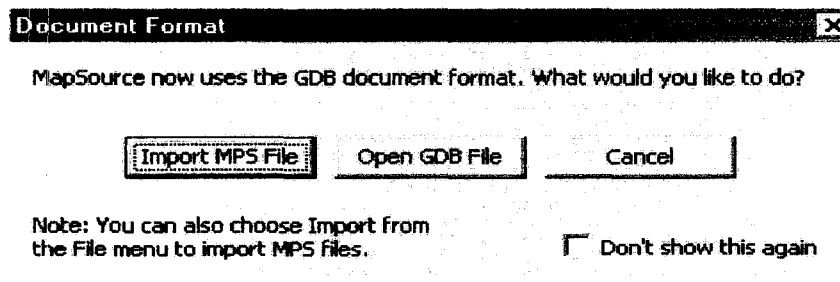 Document Format
MapSource now uses the GDB document format. What would you like to do?
Import MPS File Open GDB File Cancel
Note: You can also choose Import from
the File menu to import MPS files.
Don't show this again